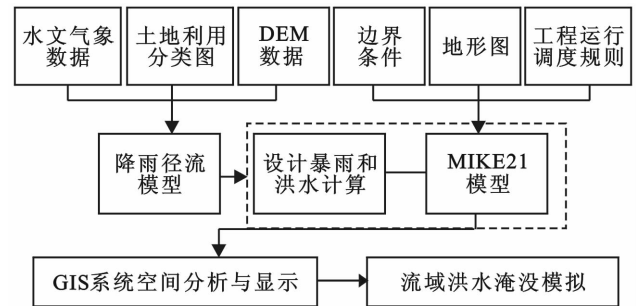 水文气象
数据
土地利用
分类图
DEM
数据
边界
条件
地形图
工程运行
调度规则
降雨径流
模型
设计暴雨和
洪水计算
MIKE21
模型
GIS系统空间分析与显示
流域洪水淹没模拟